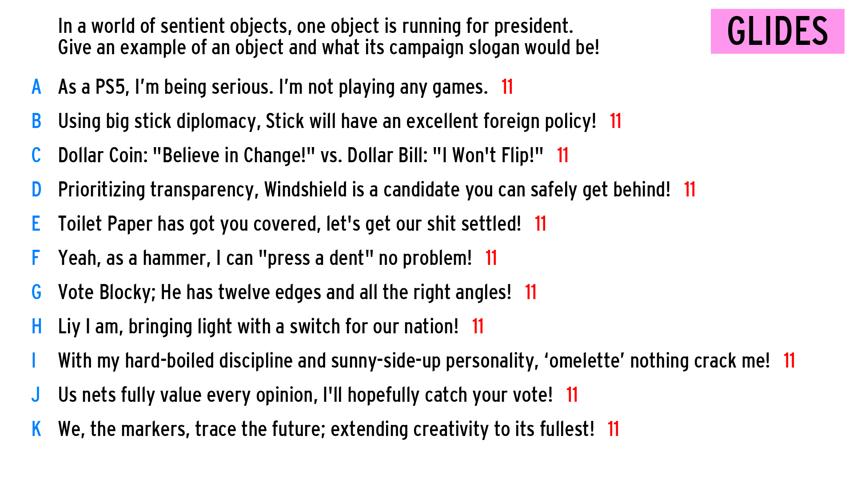 In a world of sentient objects, one object is running for president.
Give an example of an object and what its campaign slogan would be!
GLIDES
A As a PS5, I'm being serious. I'm not playing any games. 11
B Using big stick diplomacy, Stick will have an excellent foreign policy! 11
C Dollar Coin: "Believe in Change!" vs. Dollar Bill: "I Won't Flip!" 11
D Prioritizing transparency, Windshield is a candidate you can safely get behind! 11
E Toilet Paper has got you covered, let's get our shit settled! 11
F Yeah, as a hammer, I can "press a dent" no problem! 11
G Vote Blocky; He has twelve edges and all the right angles! 11
H Liy I am, bringing light with a switch for our nation! 11
I With my hard-boiled discipline and sunny-side-up personality, ‘omelette’ nothing crack me! 11
J Us nets fully value every opinion, I'll hopefully catch your vote! 11
K We, the markers, trace the future; extending creativity to its fullest! 11